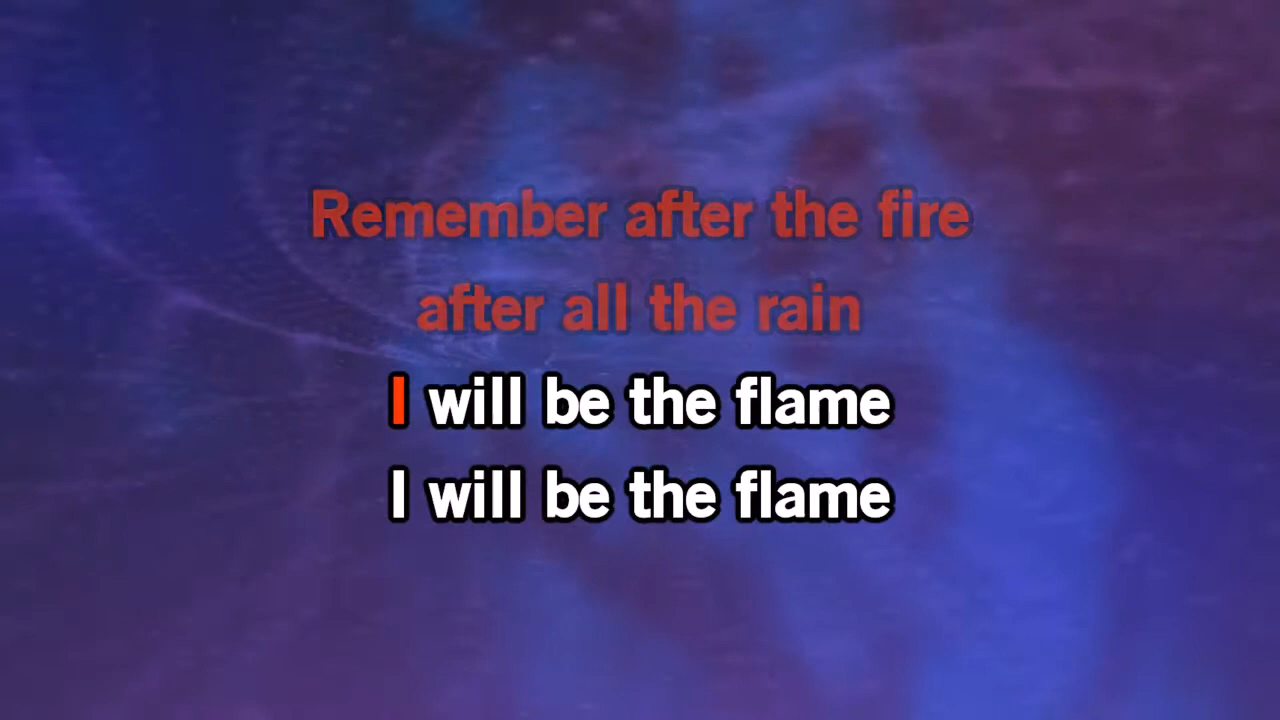 Remember after the fire
after all the rain
I will be the flame
I will be the flame